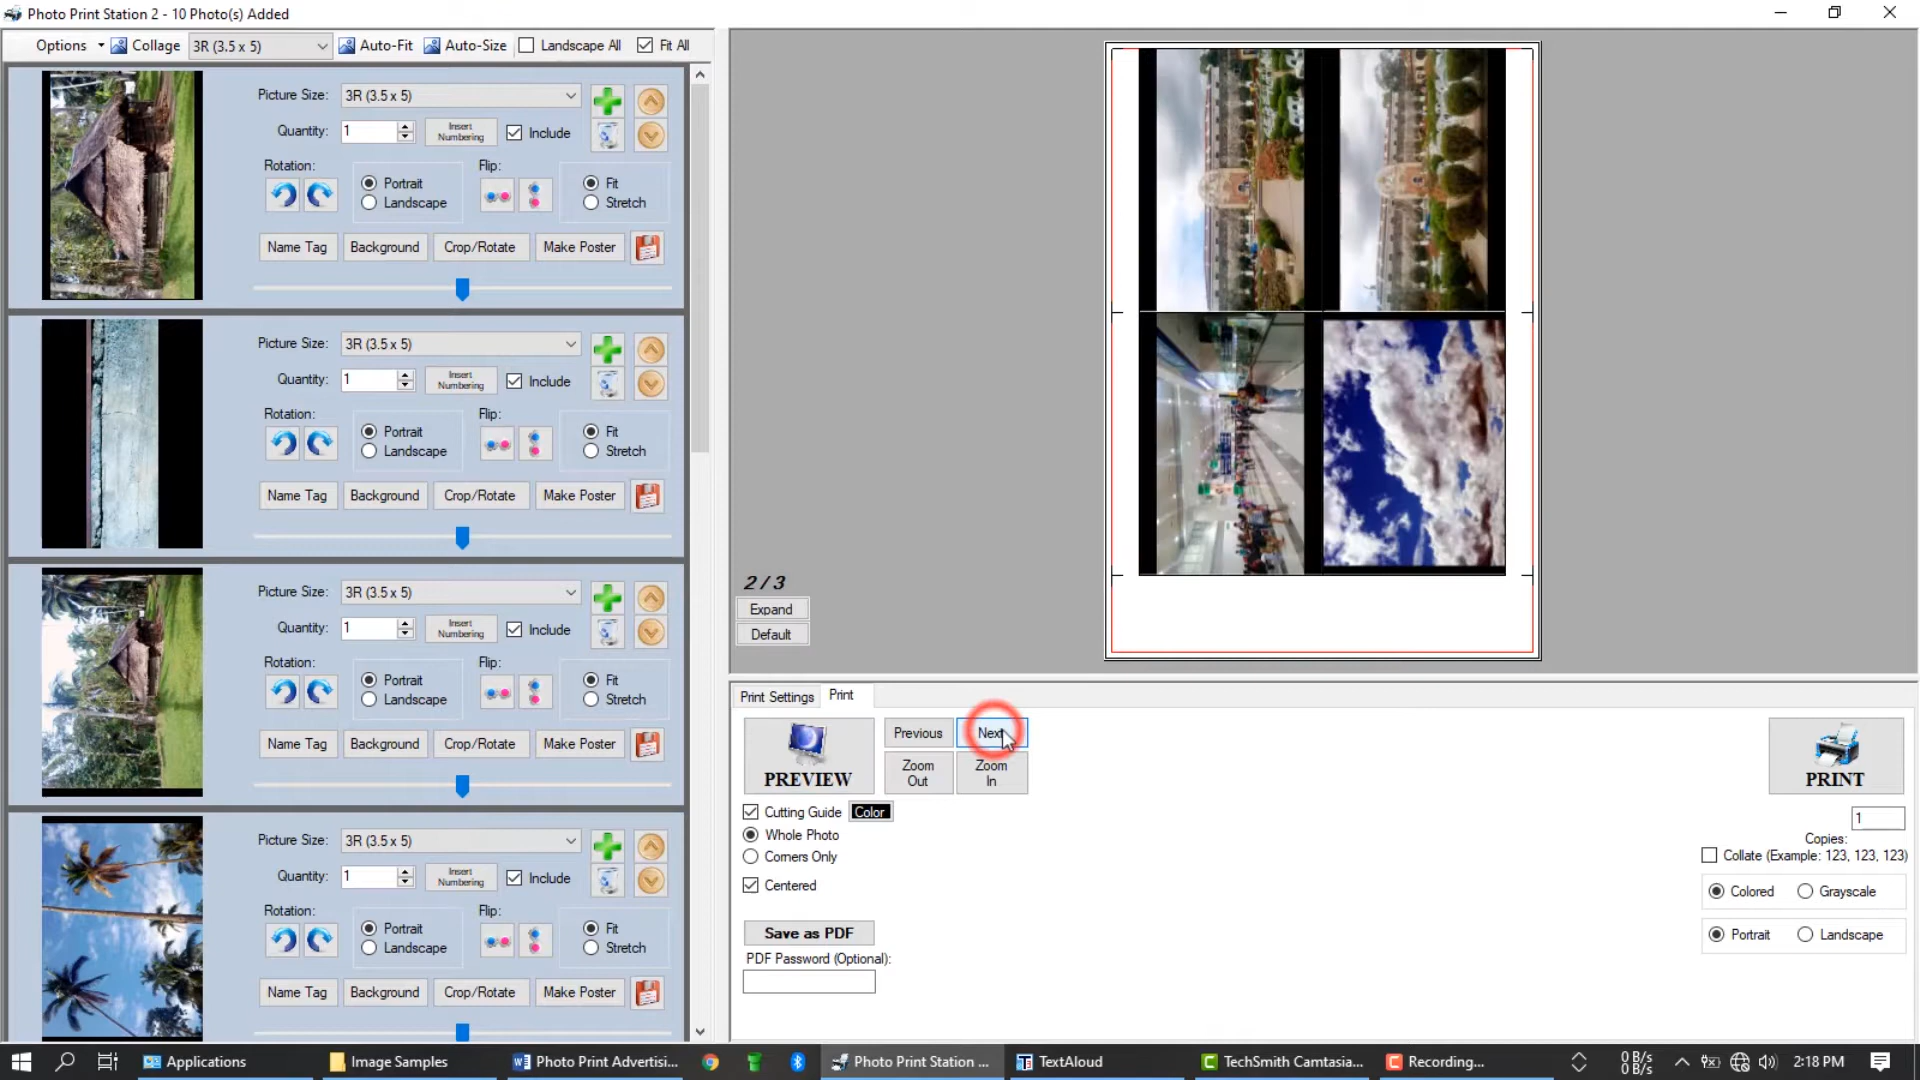 Photo Print Station 2 - 10 Photo(s) Added
Options Collage 3R (3.5 x 5) Auto-Fit Auto-Size Landscape All Fit All
Picture Size: 3R (3.5 x 5)
Quantity: 1 Insert Numbering Include
Rotation: Flip:
Portrait Fit
Landscape Stretch
Name Tag Background Crop/Rotate Make Poster
Picture Size: 3R (3.5 x 5)
Quantity: 1 Insert Numbering Include
Rotation: Flip:
Portrait Fit
Landscape Stretch
Name Tag Background Crop/Rotate Make Poster
Picture Size: 3R (3.5 x 5)
Quantity: 1 Insert Numbering Include
Rotation: Flip:
Portrait Fit
Landscape Stretch
Name Tag Background Crop/Rotate Make Poster
Picture Size: 3R (3.5 x 5)
Quantity: 1 Insert Numbering Include
Rotation: Flip:
Portrait Fit
Landscape Stretch
Name Tag Background Crop/Rotate Make Poster
2 / 3
Expand
Default
Print Settings Print
PREVIEW
Previous Next
Zoom Out Zoom In
Cutting Guide Color
Whole Photo
Corners Only
Centered
Save as PDF
PDF Password (Optional):
PRINT
1
Copies:
Collate (Example: 123, 123, 123)
Colored Grayscale
Portrait Landscape
Applications Image Samples Photo Print Advertisi... Photo Print Station ... TextAloud TechSmith Camtasia... Recording... 0 B/s 0 B/s 2:18 PM